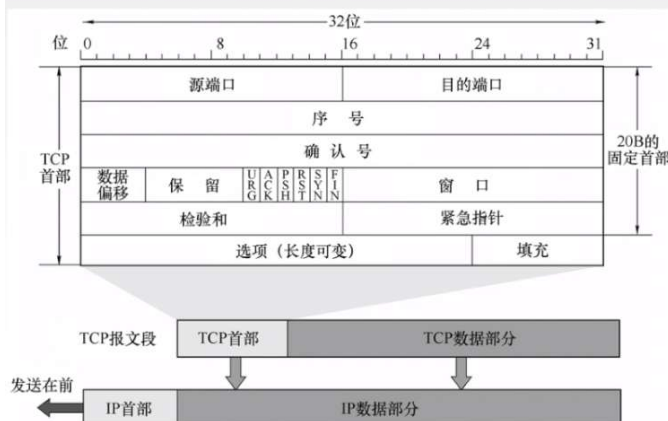 32位
位 0 8 16 24 31
源端口 目的端口
序 号
确 认 号
TCP
首部
20B的
固定首部
数据
偏移
保 留
URG
ACK
PSH
RST
SYN
FIN
窗 口
检验和 紧急指针
选项（长度可变） 填充
TCP报文段 TCP首部 TCP数据部分
发送在前
IP首部 IP数据部分